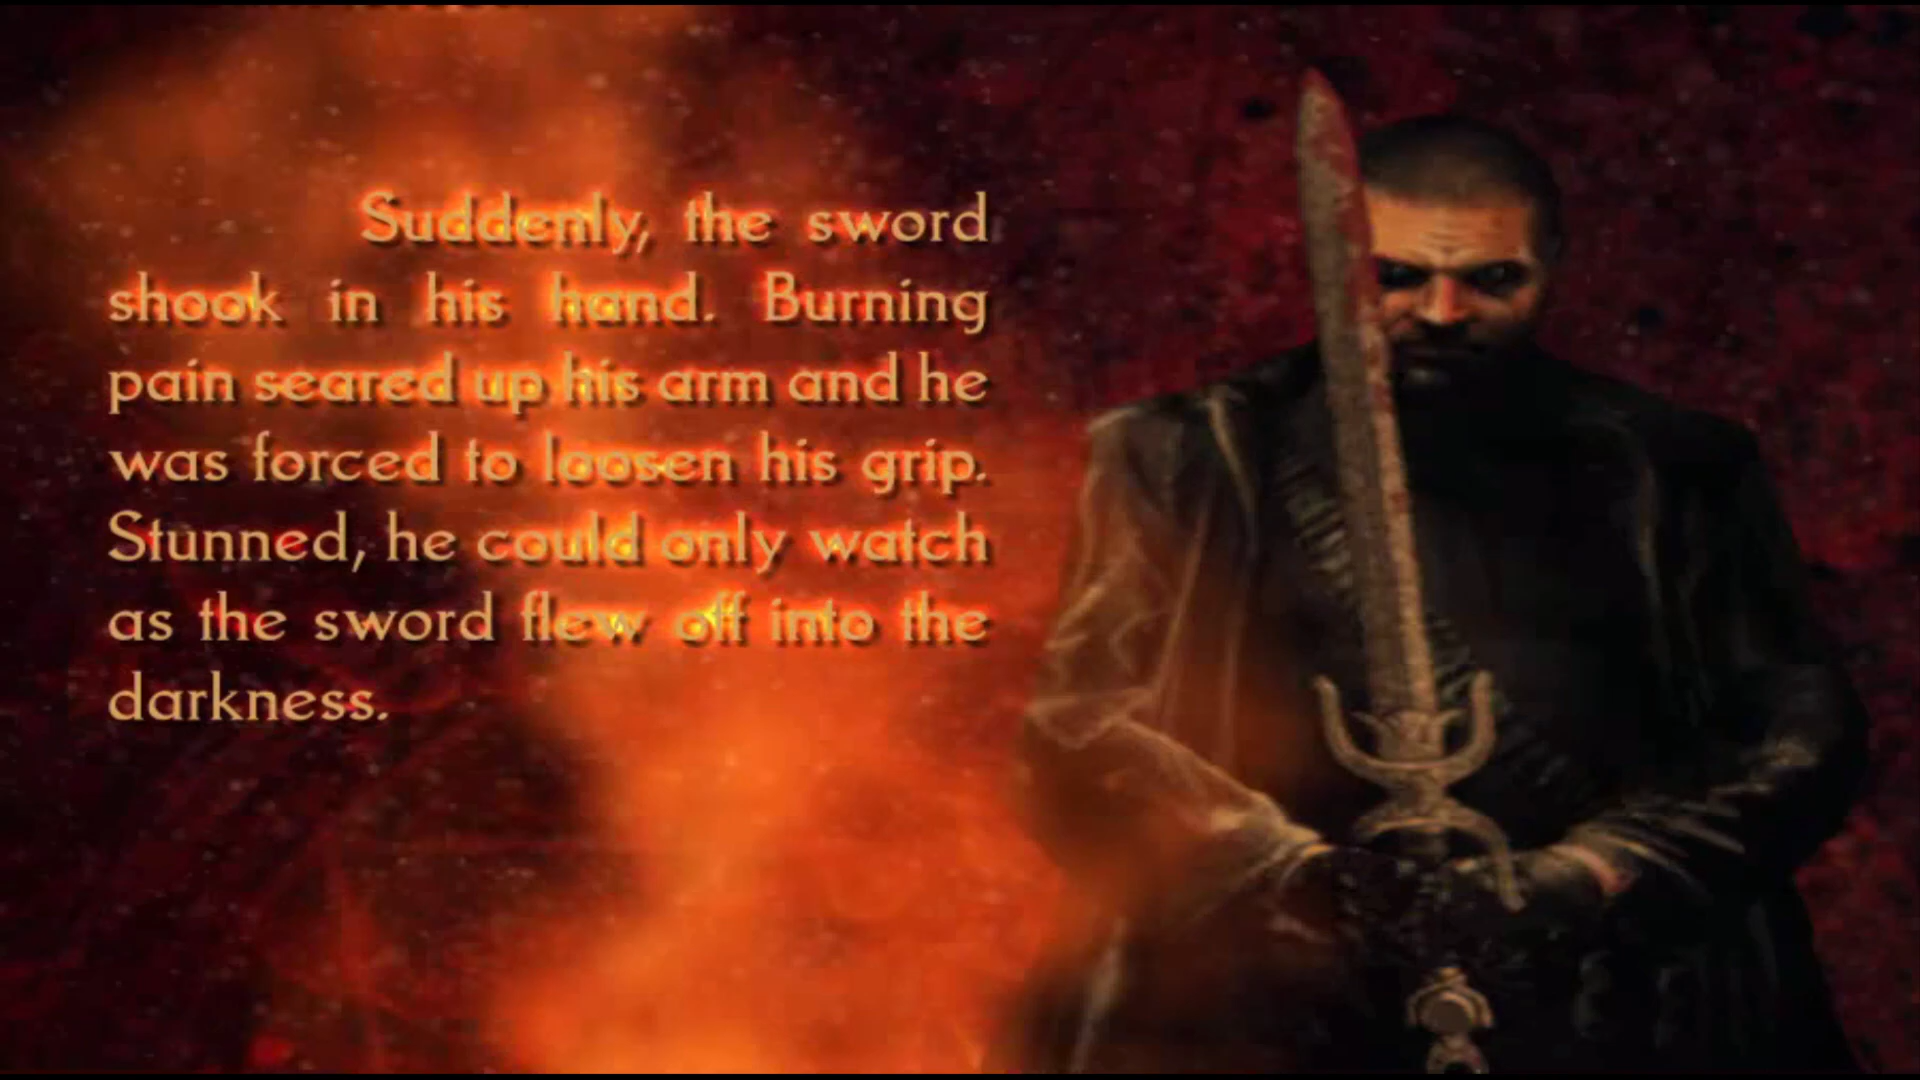 Suddenly, the sword
shook in his hand. Burning
pain seared up his arm and he
was forced to loosen his grip.
Stunned, he could only watch
as the sword flew off into the
darkness.